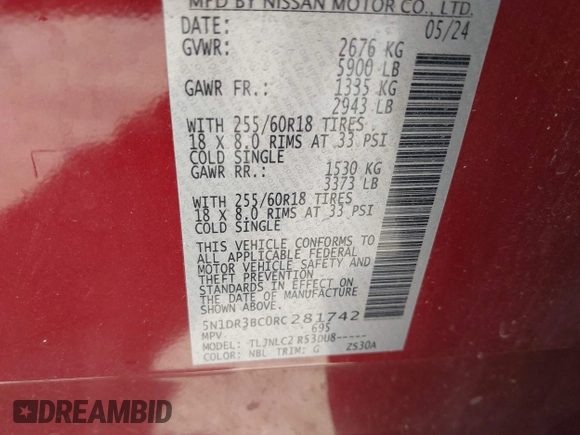 MFD BY NISSAN MOTOR CO., LTD.
DATE: 05/24
GVWR: 2676 KG
5900 LB
GAWR FR.: 1335 KG
2943 LB
WITH 255/60R18 TIRES
18 X 8.0 RIMS AT 33 PSI
COLD SINGLE
GAWR RR.: 1530 KG
3373 LB
WITH 255/60R18 TIRES
18 X 8.0 RIMS AT 33 PSI
COLD SINGLE
THIS VEHICLE CONFORMS TO
ALL APPLICABLE FEDERAL
MOTOR VEHICLE SAFETY AND
THEFT PREVENTION
STANDARDS IN EFFECT ON
THE DATE OF MANUFACTURE
SHOWN ABOVE.
5N1DR3BC0RC281742
MPV 695
MODEL: TLJNLC2 R53DU8-----
COLOR: NBL TRIM: G ZS30A
DREAMBID